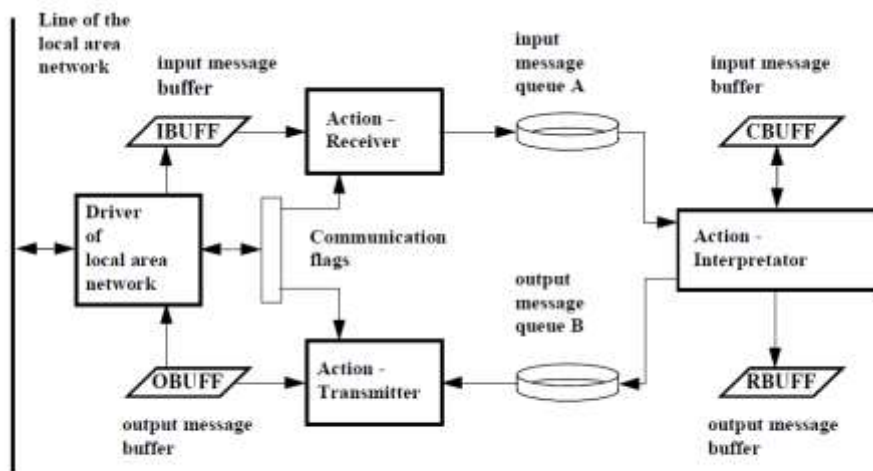 Line of the
local area
network
input message
buffer
IBUFF
Action -
Receiver
input
message
queue A
input message
buffer
CBUFF
Driver
of
local area
network
Communication
flags
Action -
Interpretator
output
message
queue B
OBUFF
output message
buffer
Action -
Transmitter
RBUFF
output message
buffer